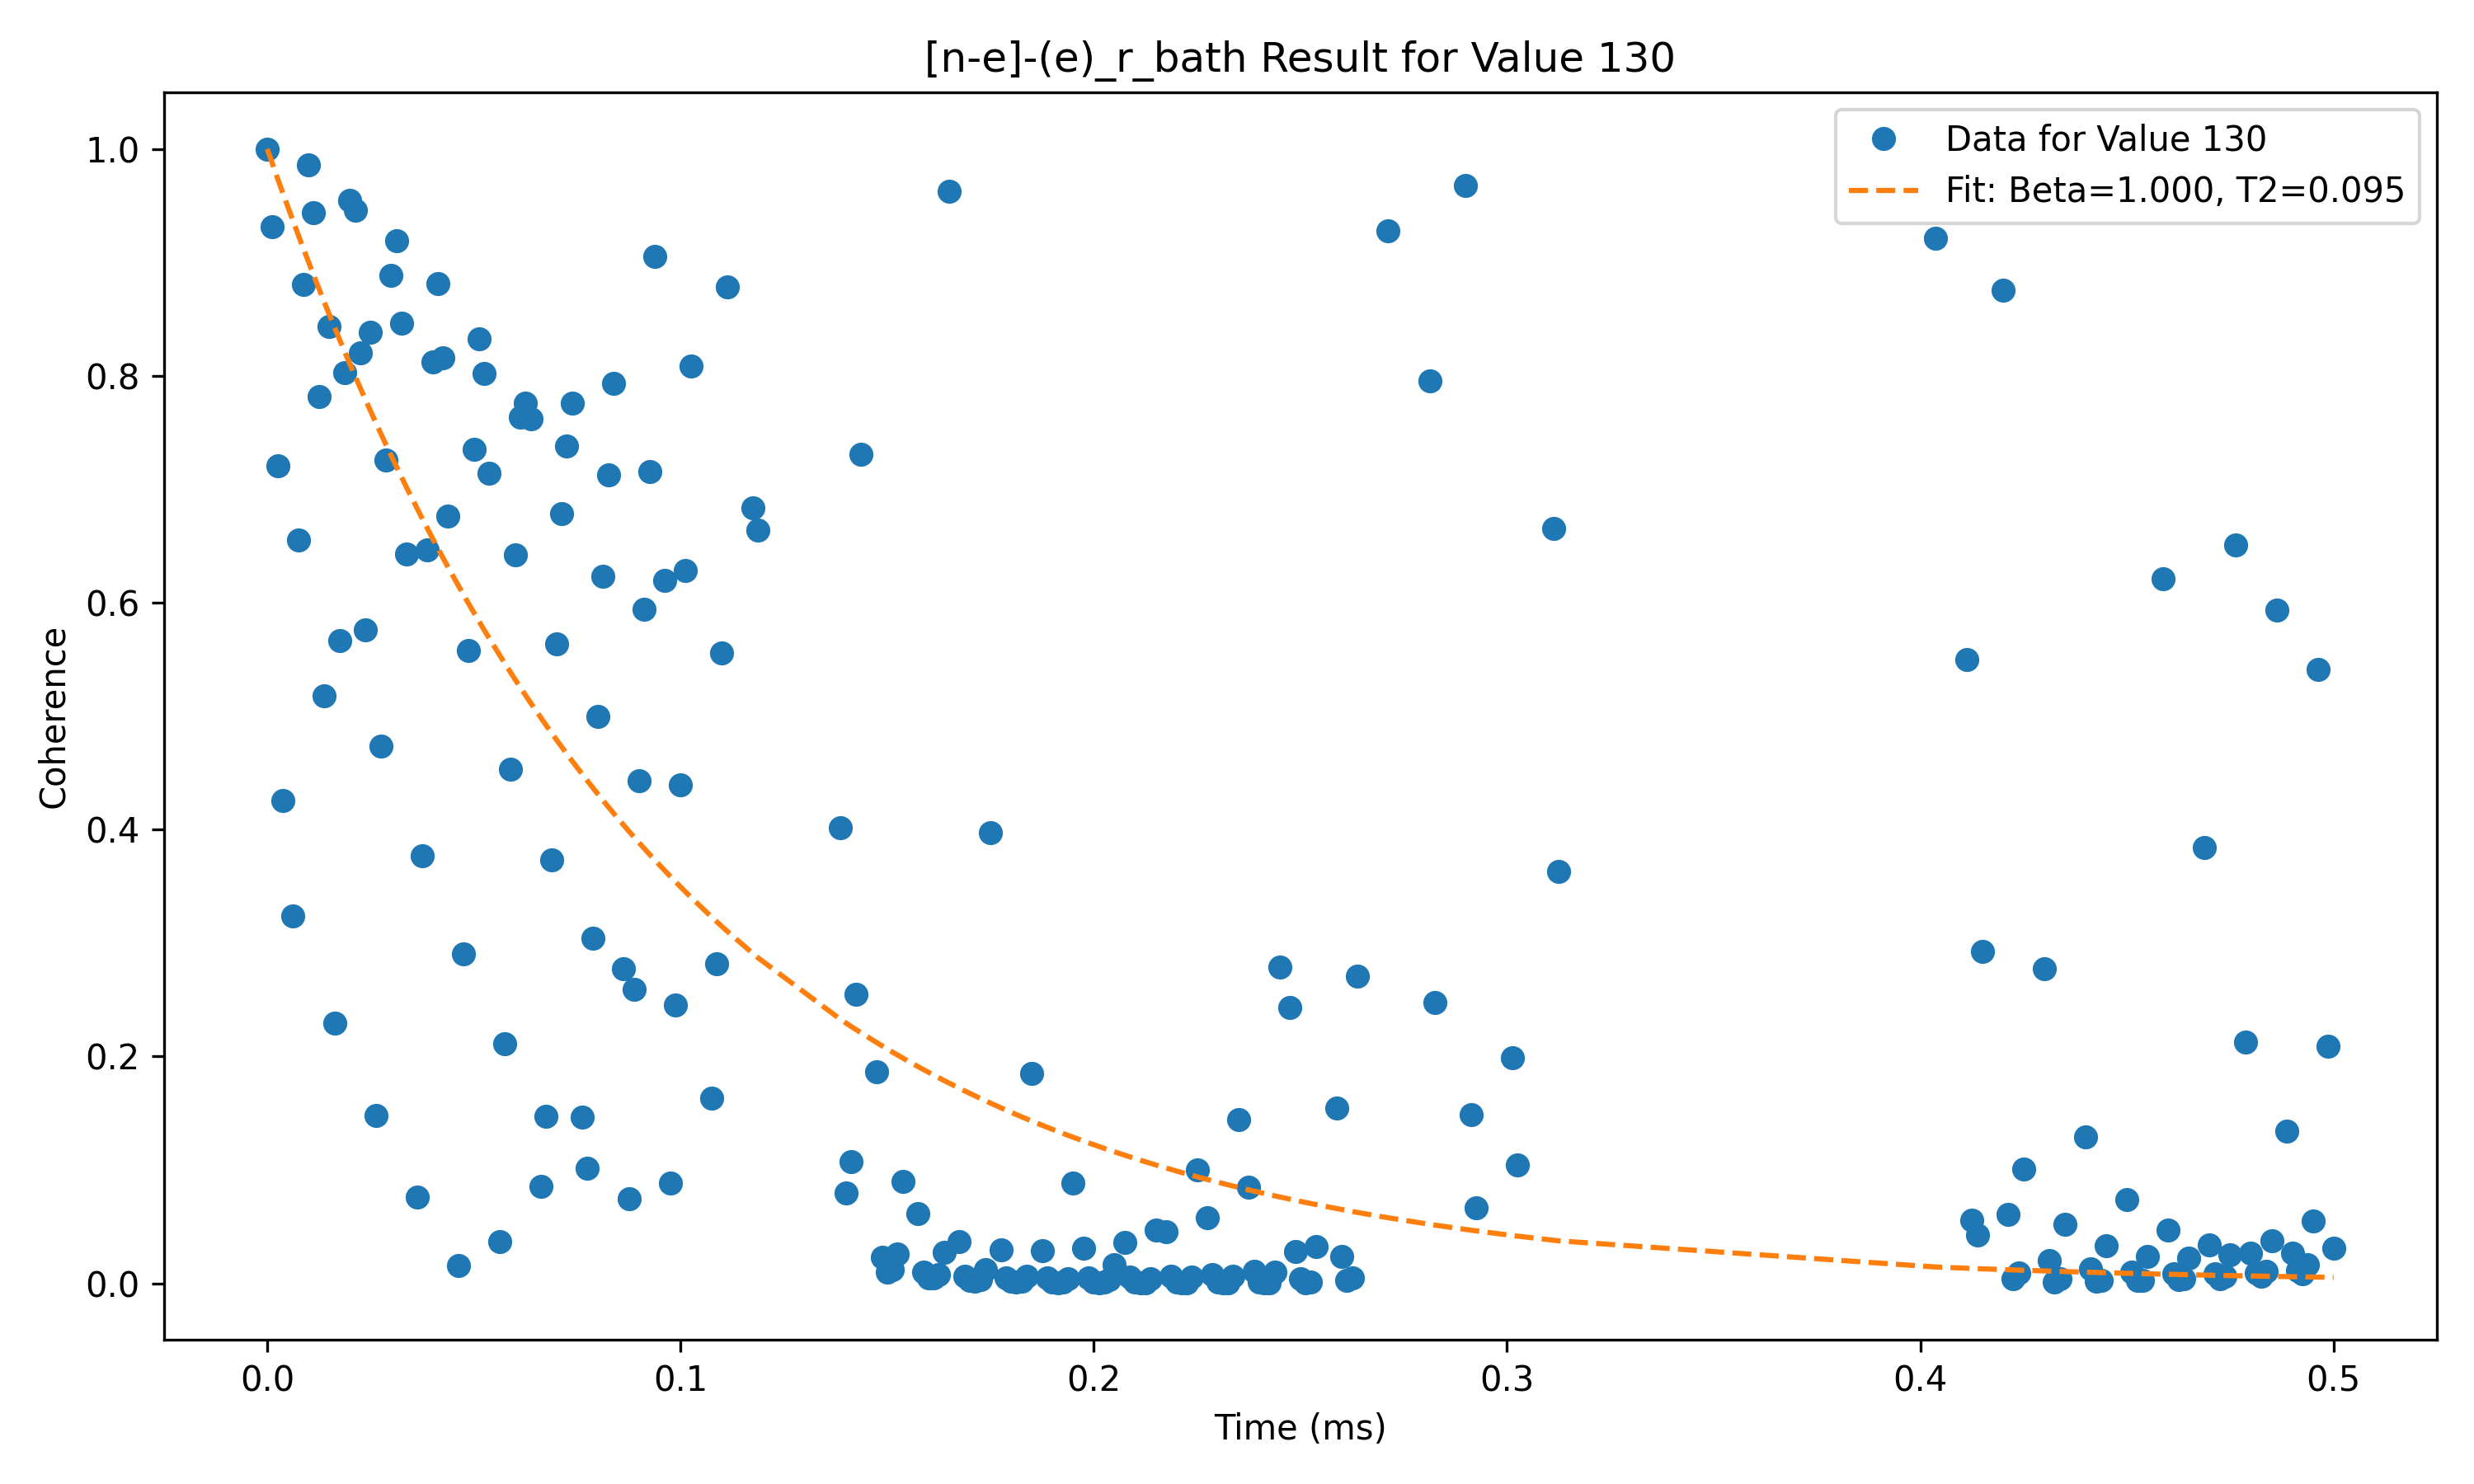 [n-e]-(e)_r_bath Result for Value 130
Data for Value 130
Fit: Beta=1.000, T2=0.095
Coherence
1.0
0.8
0.6
0.4
0.2
0.0
0.0 0.1 0.2 0.3 0.4 0.5
Time (ms)